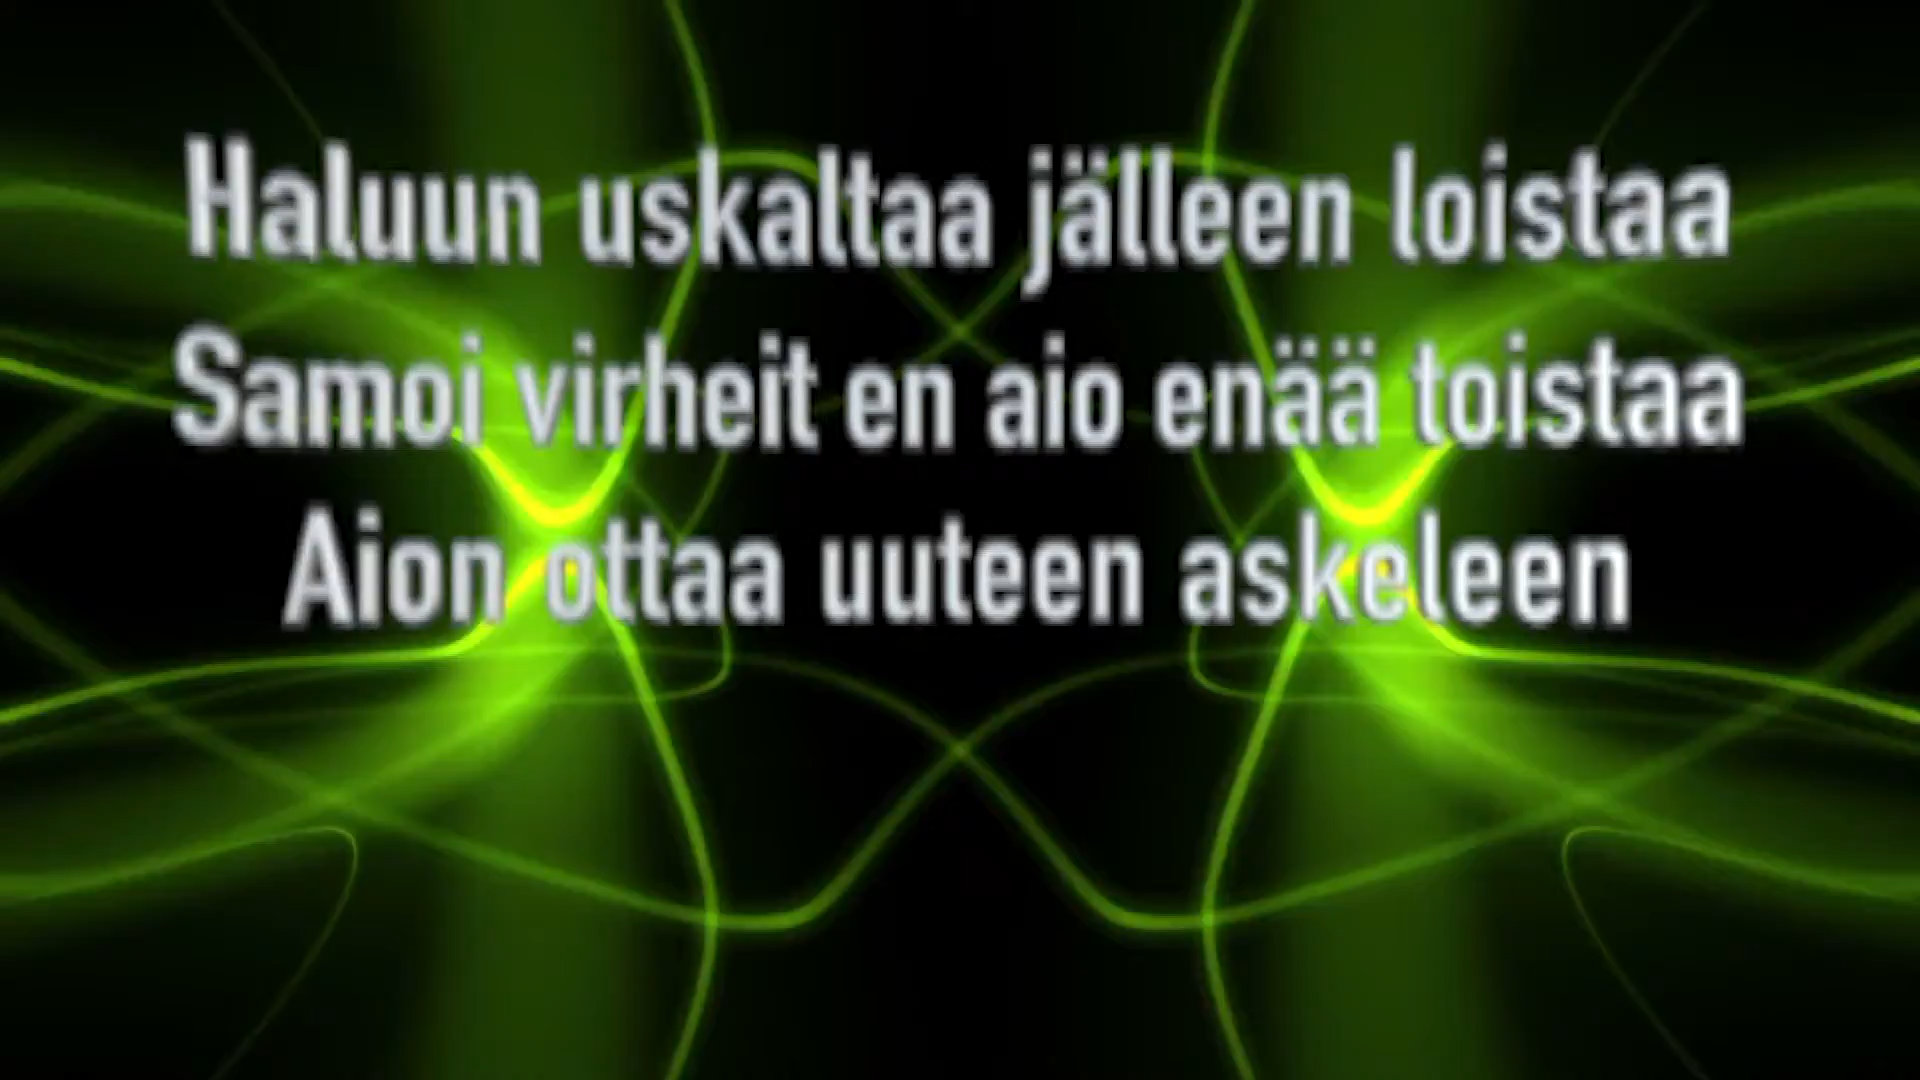 Haluun uskaltaa jälleen loistaa
Samoi virheit en aio enää toistaa
Aion ottaa uuteen askeleen